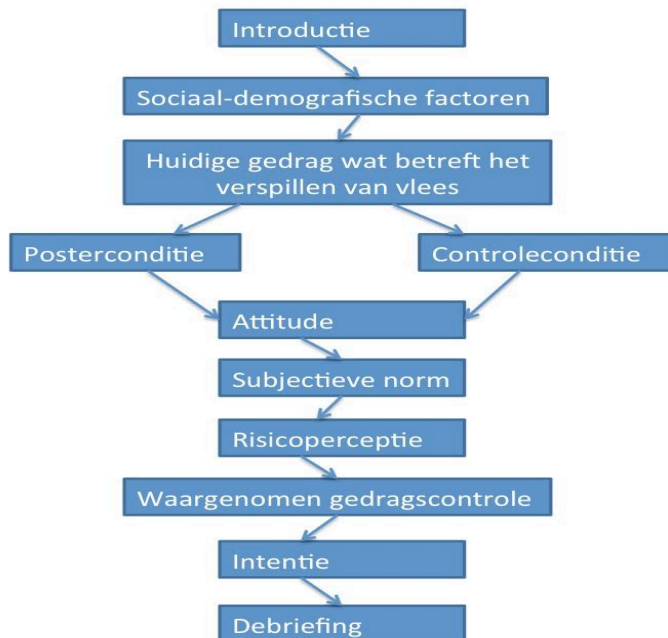 Introductie
Sociaal-demografische factoren
Huidige gedrag wat betreft het
verspillen van vlees
Posterconditie
Controleconditie
Attitude
Subjectieve norm
Risicoperceptie
Waargenomen gedragscontrole
Intentie
Debriefing